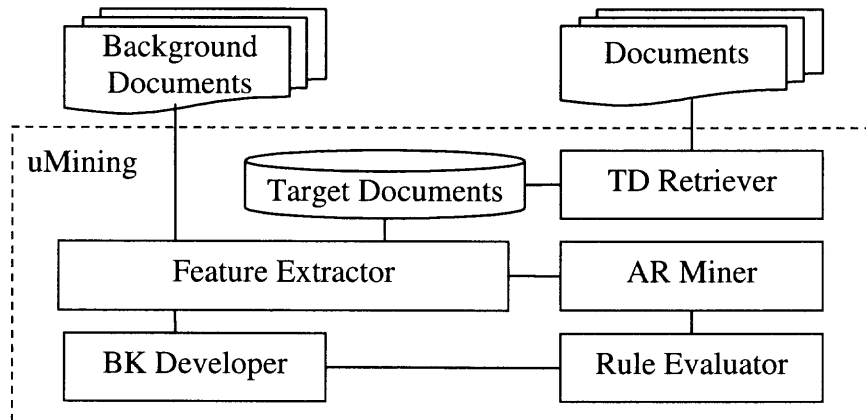 Background
Documents
Documents
uMining
Target Documents
TD Retriever
Feature Extractor
AR Miner
BK Developer
Rule Evaluator